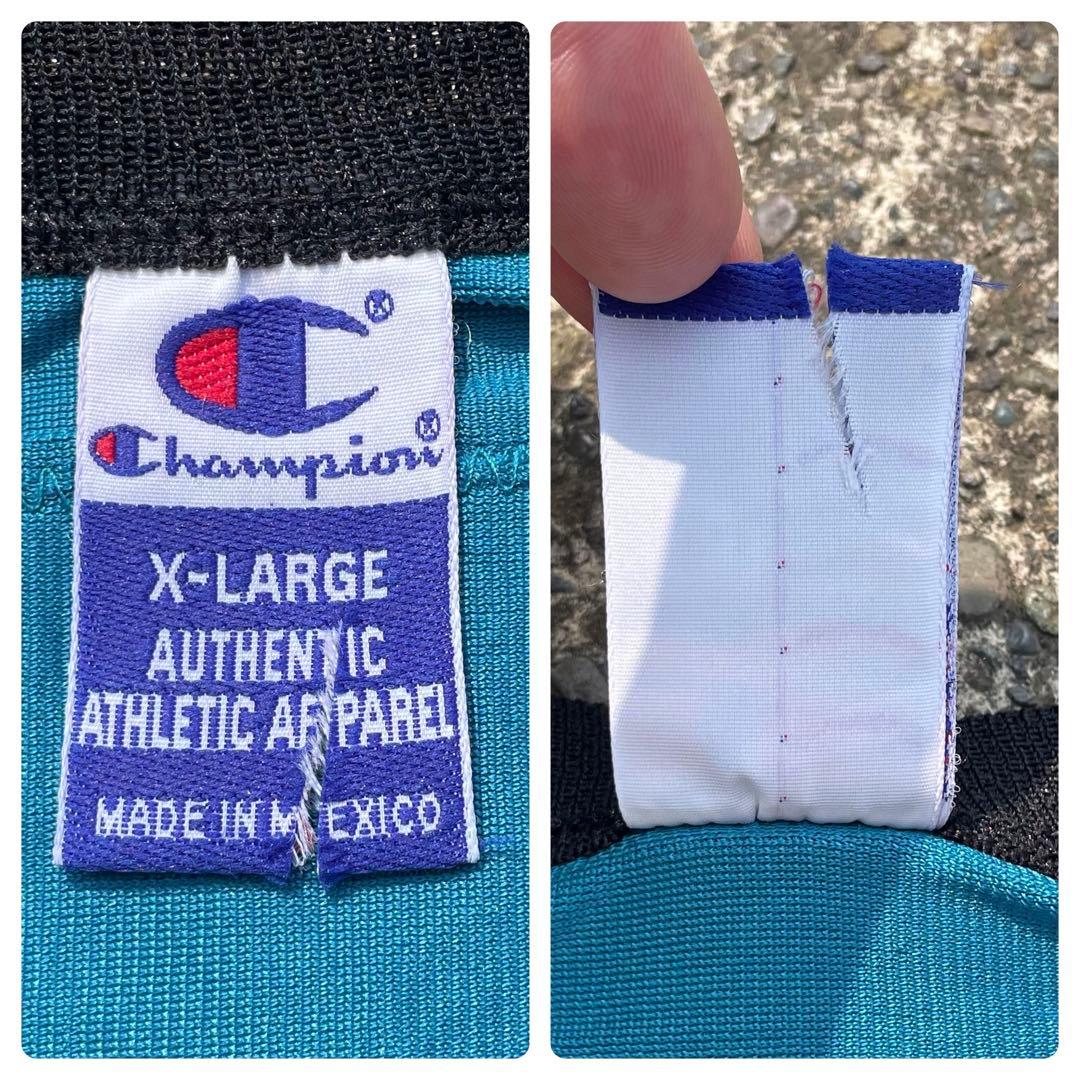 Champion
X-LARGE
AUTHENTIC
ATHLETIC APPAREL
MADE IN MEXICO